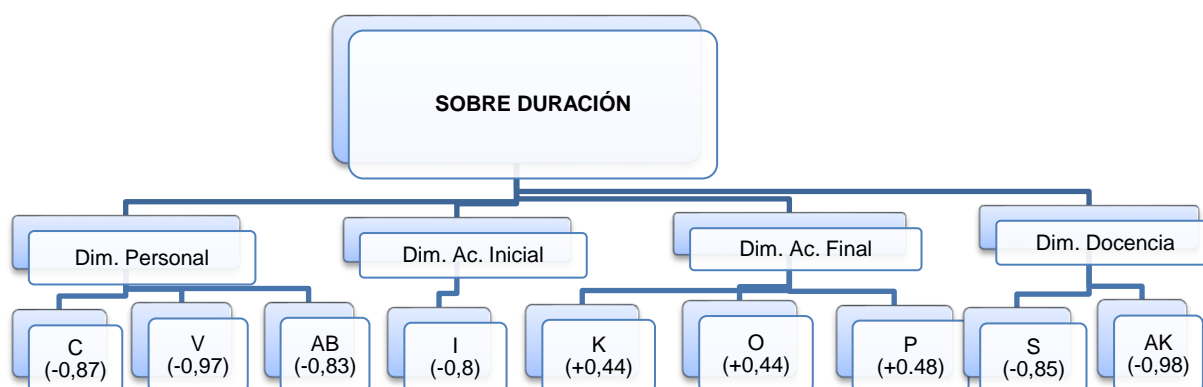 SOBRE DURACIÓN
Dim. Personal
Dim. Ac. Inicial
Dim. Ac. Final
Dim. Docencia
C
(-0,87)
V
(-0,97)
AB
(-0,83)
I
(-0,8)
K
(+0,44)
O
(+0,44)
P
(+0.48)
S
(-0,85)
AK
(-0,98)